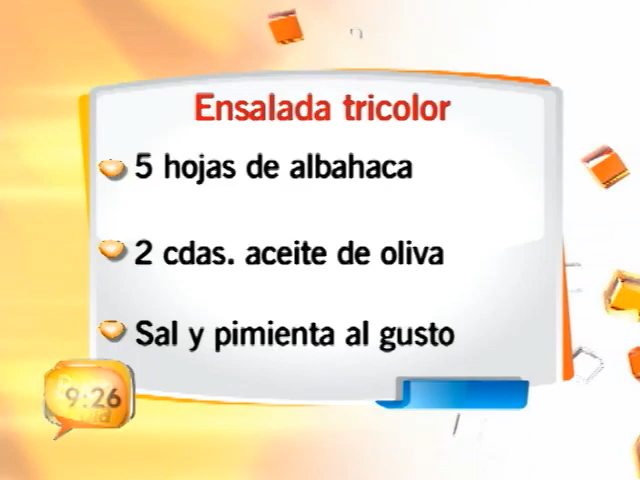 Ensalada tricolor
5 hojas de albahaca
2 cdas. aceite de oliva
Sal y pimienta al gusto
9:26